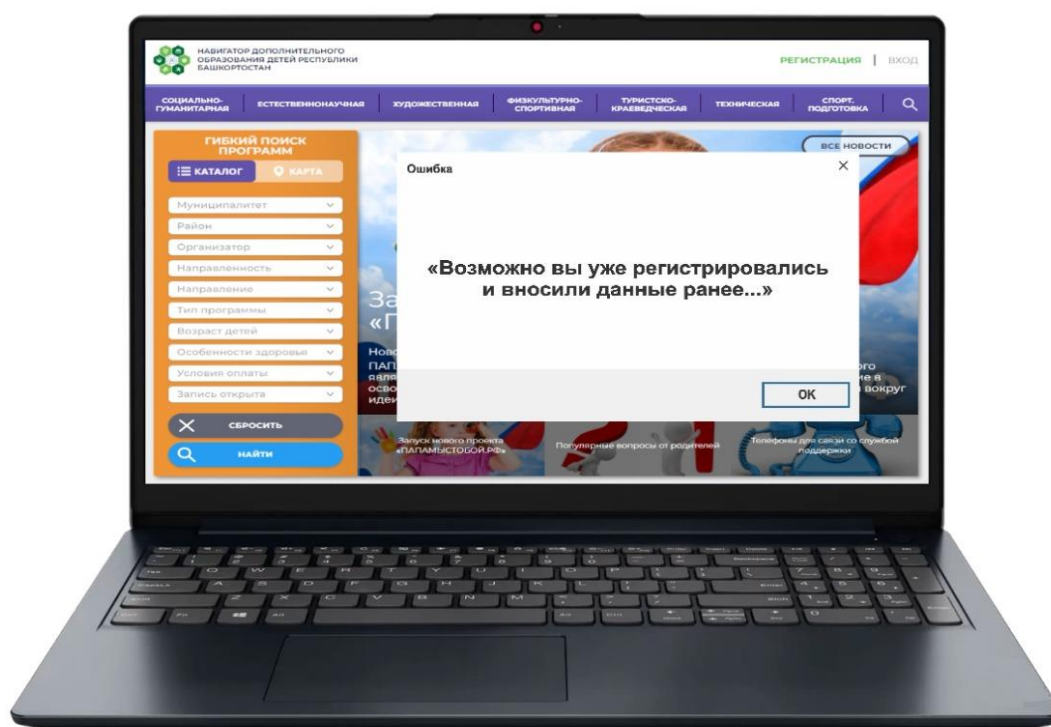 НАВИГАТОР ДОПОЛНИТЕЛЬНОГО
ОБРАЗОВАНИЯ ДЕТЕЙ РЕСПУБЛИКИ
БАШКОРТОСТАН
РЕГИСТРАЦИЯ | ВХОД
СОЦИАЛЬНО-
ГУМАНИТАРНАЯ
ЕСТЕСТВЕННОНАУЧНАЯ
ХУДОЖЕСТВЕННАЯ
ФИЗКУЛЬТУРНО-
СПОРТИВНАЯ
ТУРИСТСКО-
КРАЕВЕДЧЕСКАЯ
ТЕХНИЧЕСКАЯ
СПОРТ.
ПОДГОТОВКА
ГИБКИЙ ПОИСК
ПРОГРАММ
КАТАЛОГ
КАРТА
Муниципалитет
Район
Организатор
Направленность
Направление
Тип программы
Возраст детей
Особенности здоровья
Условия оплаты
Запись открыта
СБРОСИТЬ
НАЙТИ
ВСЕ НОВОСТИ
Ошибка
«Возможно вы уже регистрировались
и вносили данные ранее...»
ОК
вокруг
Запуск нового проекта
«ПАПАМЫСТОБОЙ.РФ»
Популярные вопросы от родителей
Телефоны для связи со службой
поддержки